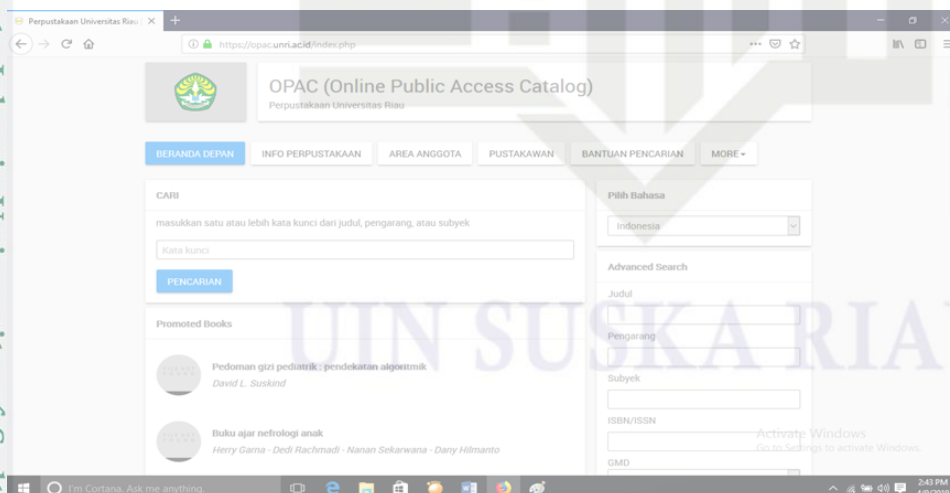 Perpustakaan Universitas Riau |
https://opac.unri.ac.id/index.php
OPAC (Online Public Access Catalog)
Perpustakaan Universitas Riau
BERANDA DEPAN INFO PERPUSTAKAAN AREA ANGGOTA PUSTAKAWAN BANTUAN PENCARIAN MORE
CARI
masukkan satu atau lebih kata kunci dari judul, pengarang, atau subyek
Kata kunci
PENCARIAN
Promoted Books
Pedoman gizi pediatrik : pendekatan algoritmik
David L. Suskind
Buku ajar nefrologi anak
Herry Garna - Dedi Rachmadi - Nanan Sekarwana - Dany Hilmanto
Pilih Bahasa
Indonesia
Advanced Search
Judul
Pengarang
Subyek
ISBN/ISSN
GMD
UIN SUSKA RIA
Activate Windows
Go to Settings to activate Windows.
I'm Cortana. Ask me anything.
2:43 PM